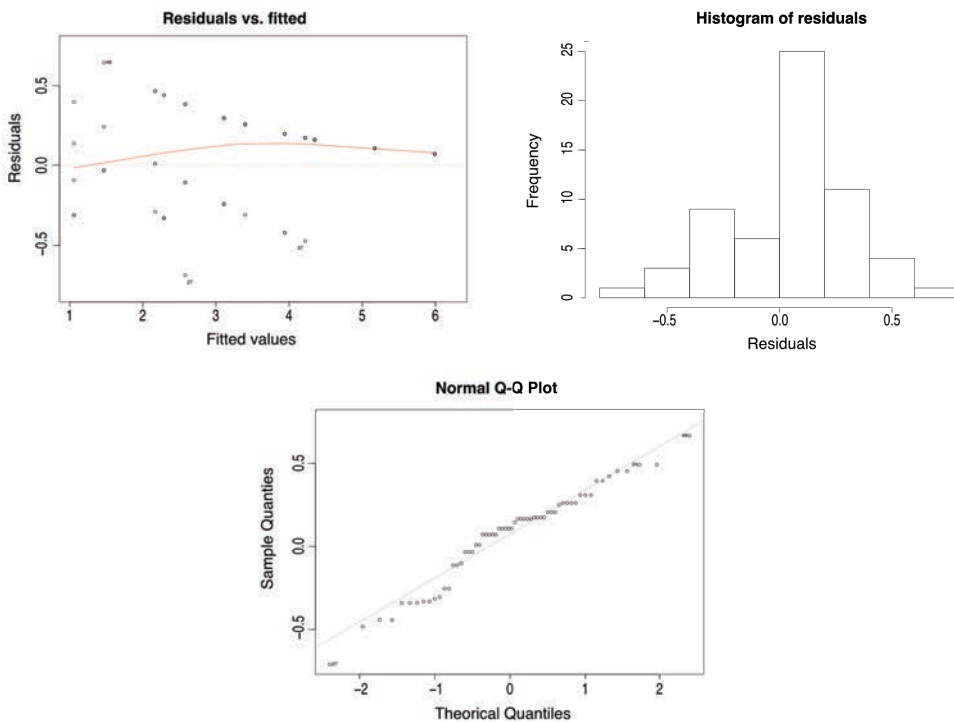 Residuals vs. fitted
Residuals
0.5
0.0
−0.5
1 2 3 4 5 6
Fitted values
Histogram of residuals
Frequency
25
20
15
10
5
0
−0.5 0.0 0.5
Residuals
Normal Q-Q Plot
Sample Quanties
0.5
0.0
−0.5
−2 −1 0 1 2
Theorical Quantiles